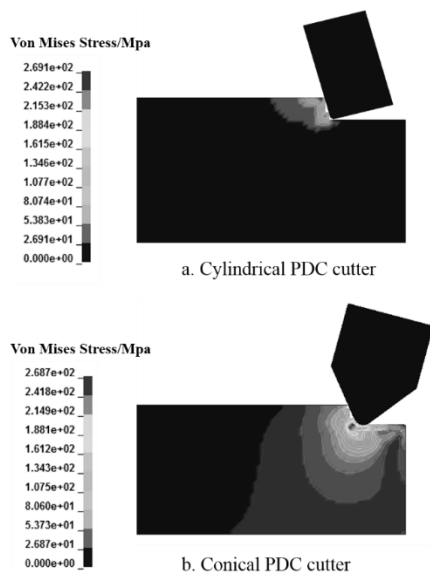 Von Mises Stress/Mpa
2.691e+02
2.422e+02
2.153e+02
1.884e+02
1.615e+02
1.346e+02
1.077e+02
8.074e+01
5.383e+01
2.691e+01
0.000e+00
a. Cylindrical PDC cutter
Von Mises Stress/Mpa
2.687e+02
2.418e+02
2.149e+02
1.881e+02
1.612e+02
1.343e+02
1.075e+02
8.060e+01
5.373e+01
2.687e+01
0.000e+00
b. Conical PDC cutter